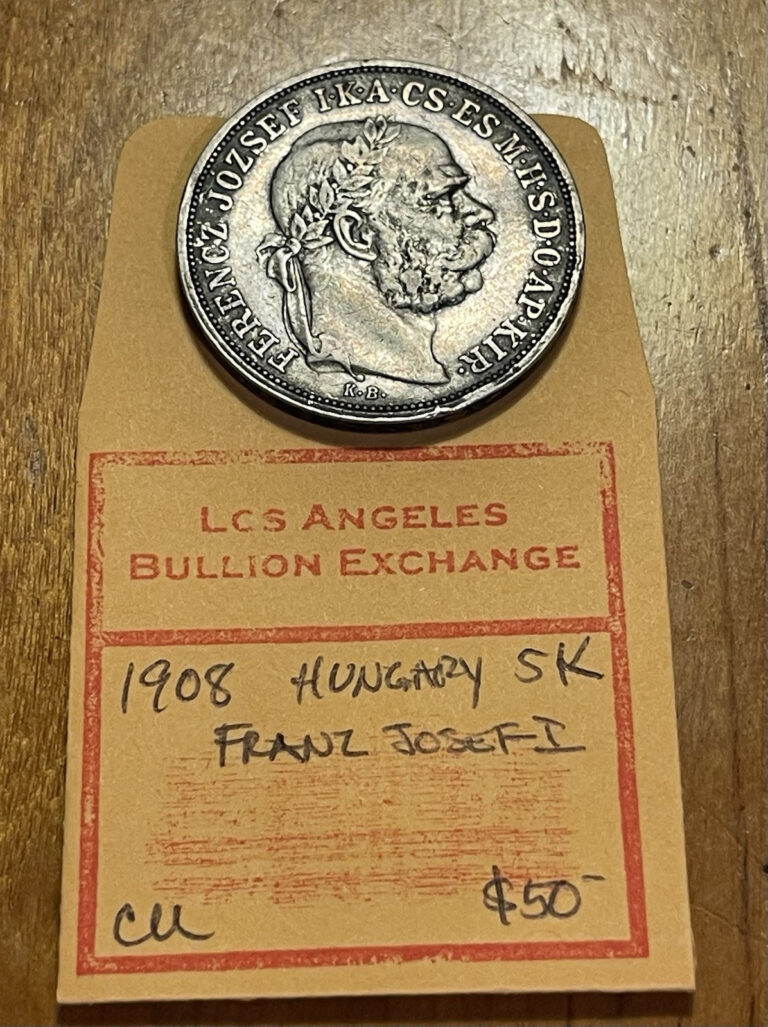 FERENCZ JOZSEF I·K·A·CS·ES M·H·S·D·O·AP·KIR·
K·B·
LOS ANGELES
BULLION EXCHANGE
1908 HUNGARY 5K
FRANZ JOSEF I
CU
$50-